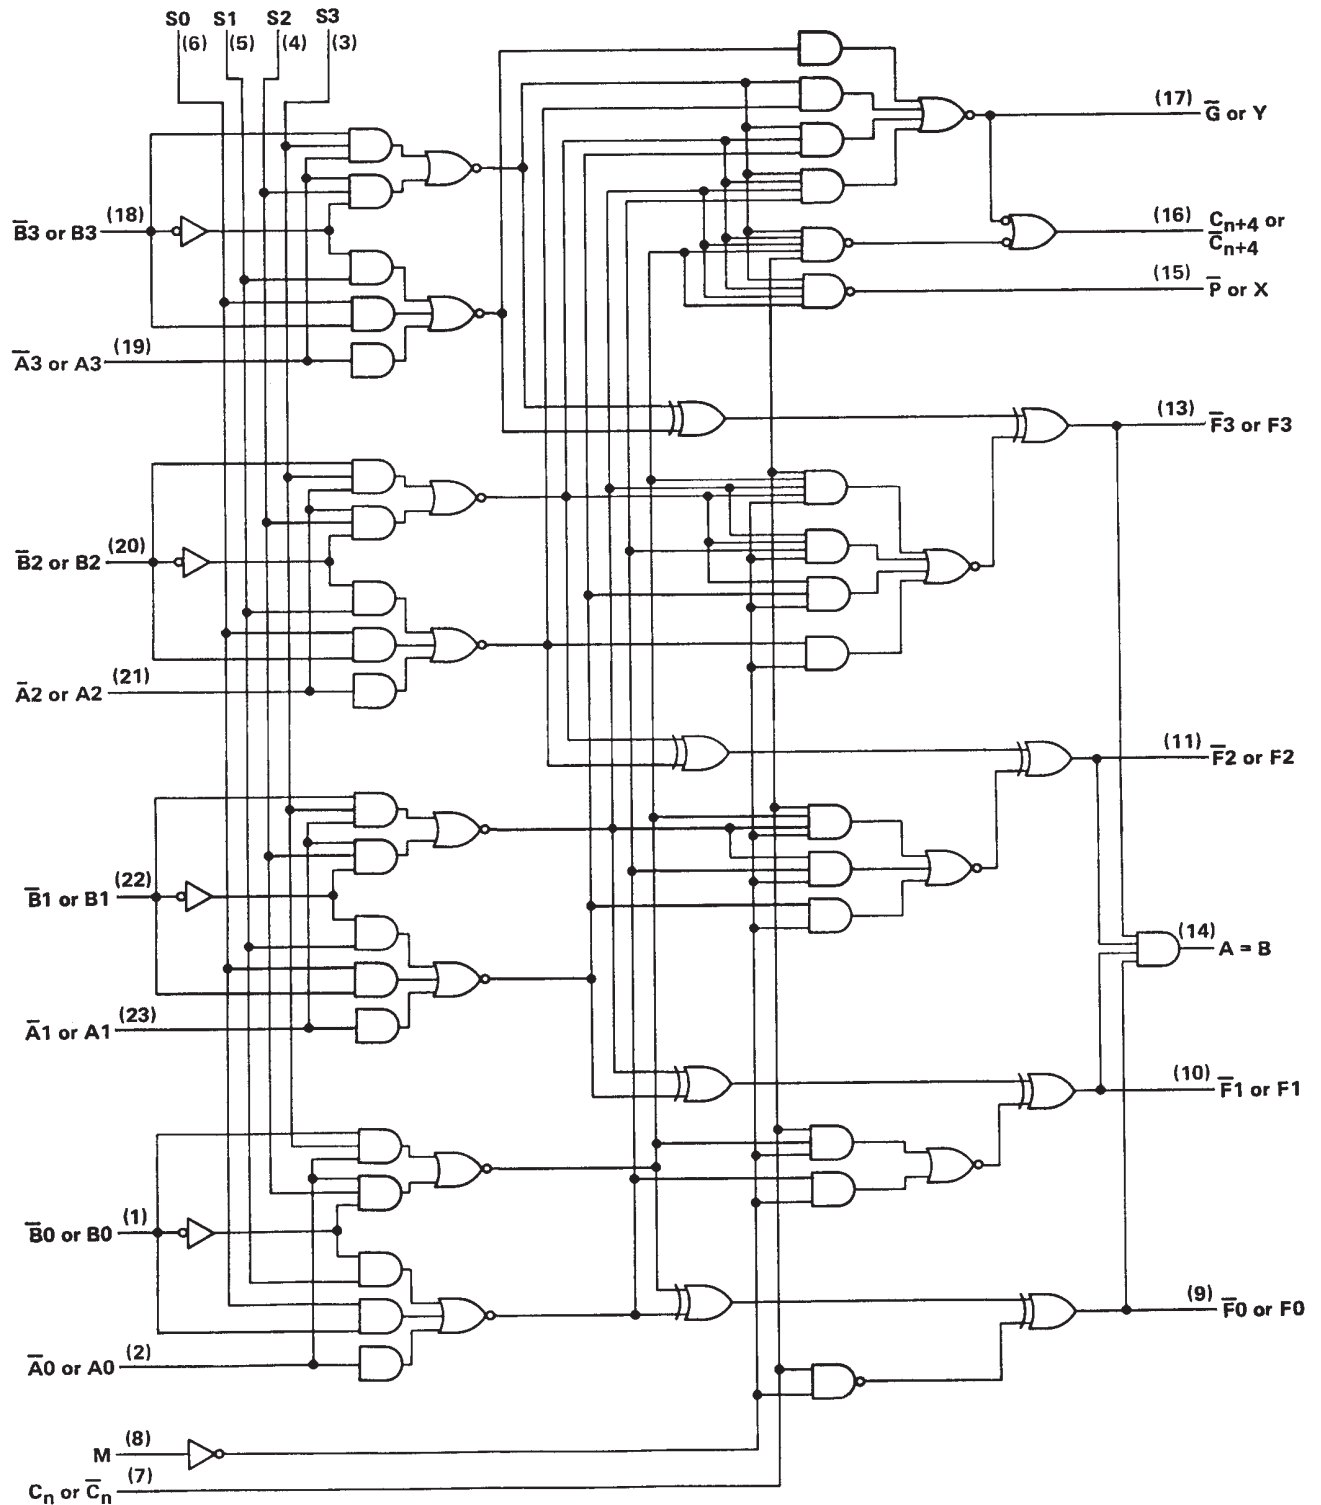 S0 S1 S2 S3
(6) (5) (4) (3)
(17) G̅ or Y
(18) B̅3 or B3
(16) Cn+4 or
C̅n+4
(15) P̅ or X
(19) A̅3 or A3
(13) F̅3 or F3
(20) B̅2 or B2
(21) A̅2 or A2
(11) F̅2 or F2
(22) B̅1 or B1
(14) A = B
(23) A̅1 or A1
(10) F̅1 or F1
(1) B̅0 or B0
(9) F̅0 or F0
(2) A̅0 or A0
M (8)
Cn or C̅n (7)